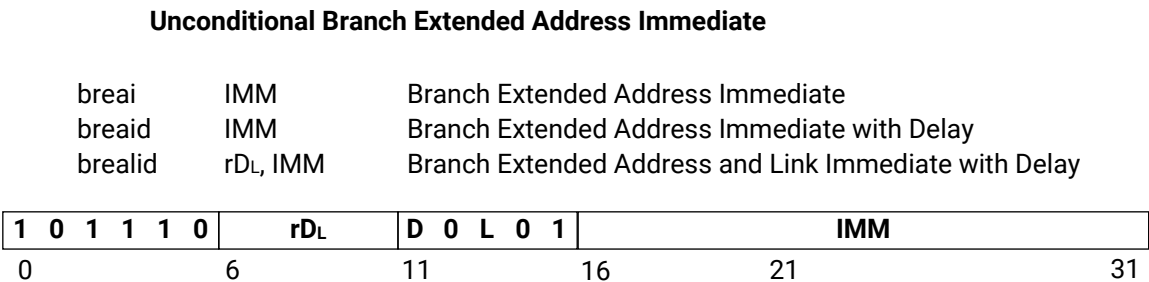 Unconditional Branch Extended Address Immediate
breai IMM Branch Extended Address Immediate
breaid IMM Branch Extended Address Immediate with Delay
brealid rDL, IMM Branch Extended Address and Link Immediate with Delay
1 0 1 1 1 0 rDL D 0 L 0 1 IMM
0 6 11 16 21 31